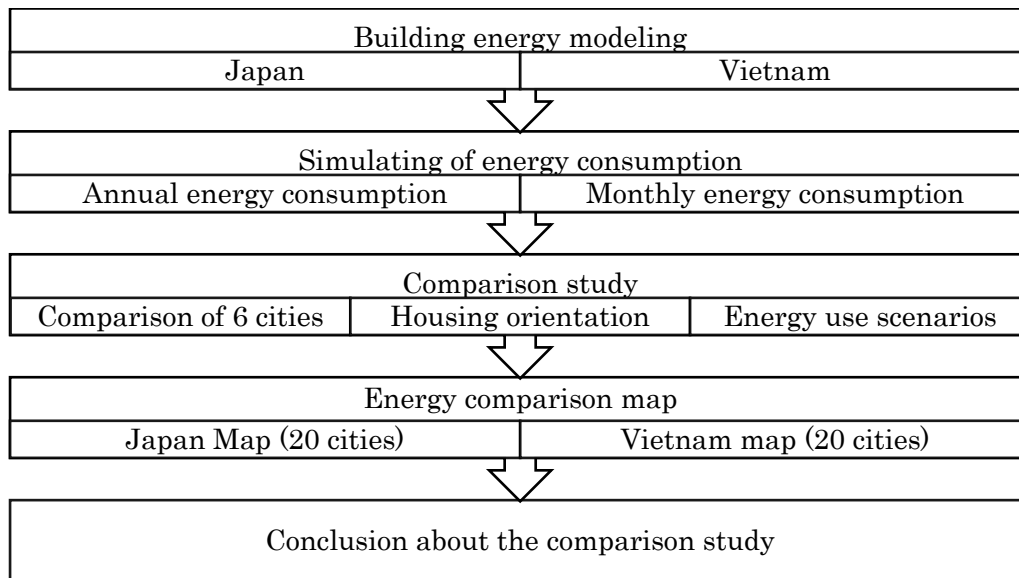 Building energy modeling
Japan Vietnam
Simulating of energy consumption
Annual energy consumption Monthly energy consumption
Comparison study
Comparison of 6 cities Housing orientation Energy use scenarios
Energy comparison map
Japan Map (20 cities) Vietnam map (20 cities)
Conclusion about the comparison study